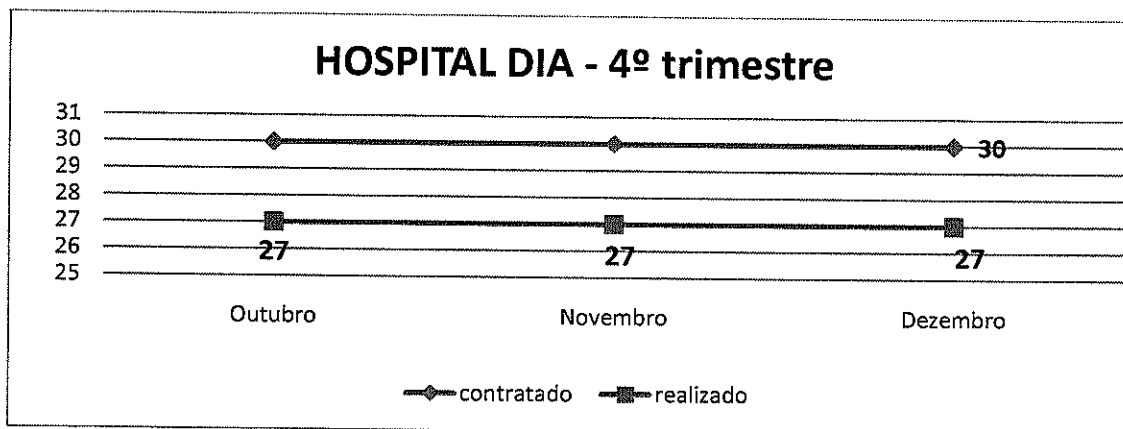 HOSPITAL DIA - 4º trimestre
31
30
29
28
27
26
25
30
27 27 27
Outubro Novembro Dezembro
contratado realizado